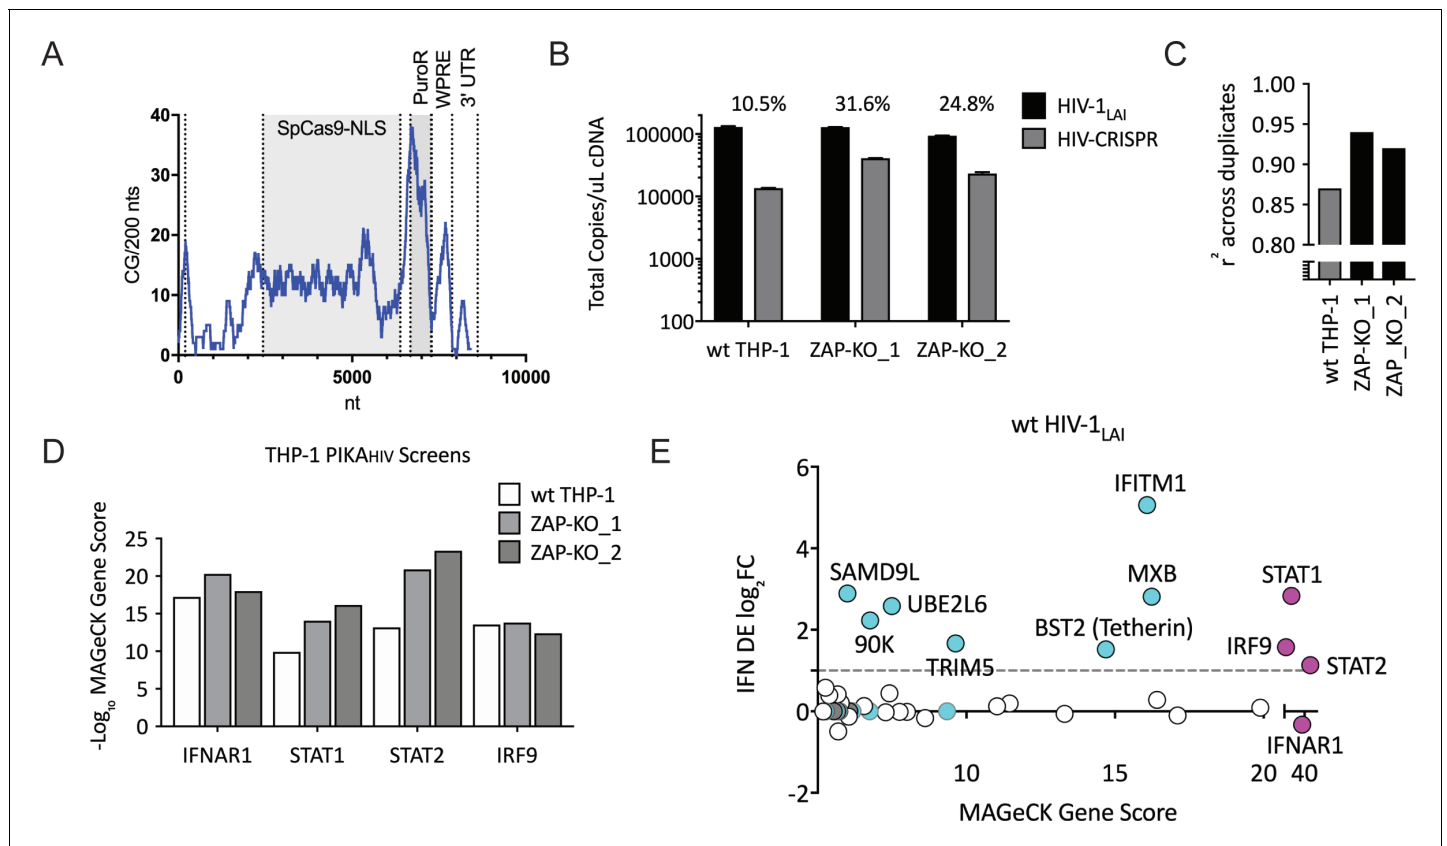 A
PuroR
WPRE
3' UTR
SpCas9-NLS
CG/200 nts
40
30
20
10
0
0
5000
10000
nt
B
10.5%
31.6%
24.8%
HIV-1LAI
HIV-CRISPR
Total Copies/uL cDNA
100000
10000
1000
100
wt THP-1
ZAP-KO_1
ZAP-KO_2
C
r² across duplicates
1.00
0.95
0.90
0.85
0.80
wt THP-1
ZAP-KO_1
ZAP_KO_2
D
THP-1 PIKAHIV Screens
wt THP-1
ZAP-KO_1
ZAP-KO_2
-Log₁₀ MAGeCK Gene Score
25
20
15
10
5
0
IFNAR1
STAT1
STAT2
IRF9
E
wt HIV-1LAI
IFN DE log₂FC
6
4
2
0
-2
IFITM1
SAMD9L
MXB
STAT1
UBE2L6
90K
BST2 (Tetherin)
TRIM5
IRF9
STAT2
IFNAR1
10
15
20
40
MAGeCK Gene Score